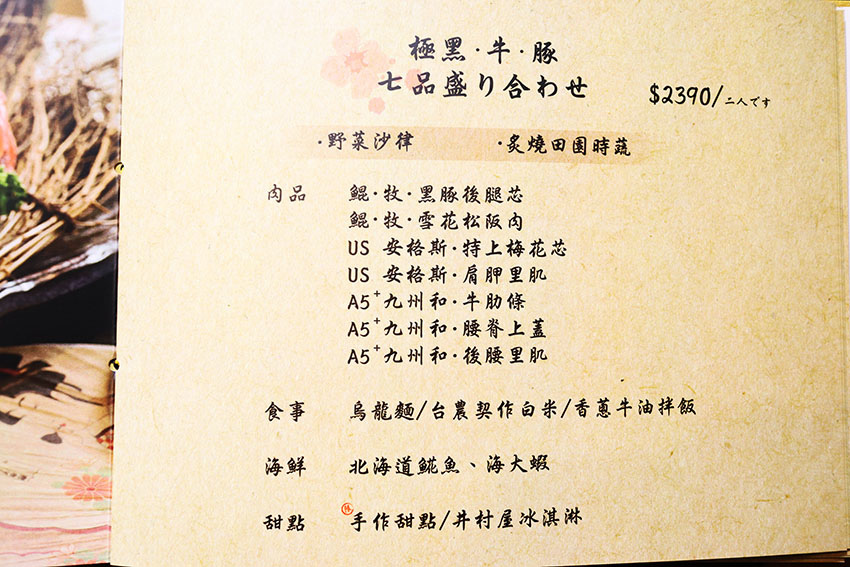 極黑·牛·豚
七品盛り合わせ
$2390/二人です
·野菜沙律 ·炙燒田園時蔬
肉品 鯤·牧·黑豚後腿芯
鯤·牧·雪花松阪肉
US 安格斯·特上梅花芯
US 安格斯·肩胛里肌
A5+九州和·牛肋條
A5+九州和·腰脊上蓋
A5+九州和·後腰里肌
食事 烏龍麵/台農契作白米/香蔥牛油拌飯
海鮮 北海道花魚、海大蝦
甜點 手作甜點/井村屋冰淇淋